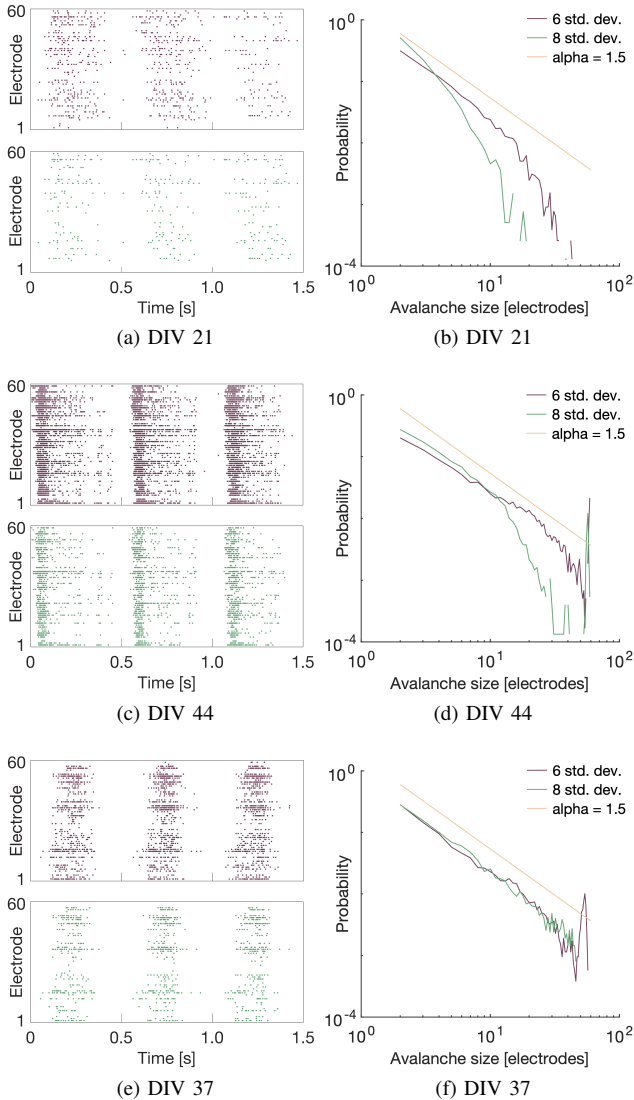 60
Electrode
1
60
Electrode
1
0 0.5 1.0 1.5
Time [s]
(a) DIV 21
10^0
6 std. dev.
8 std. dev.
alpha = 1.5
Probability
10^-4
10^0 10^1 10^2
Avalanche size [electrodes]
(b) DIV 21
60
Electrode
1
60
Electrode
1
0 0.5 1.0 1.5
Time [s]
(c) DIV 44
10^0
6 std. dev.
8 std. dev.
alpha = 1.5
Probability
10^-4
10^0 10^1 10^2
Avalanche size [electrodes]
(d) DIV 44
60
Electrode
1
60
Electrode
1
0 0.5 1.0 1.5
Time [s]
(e) DIV 37
10^0
6 std. dev.
8 std. dev.
alpha = 1.5
Probability
10^-4
10^0 10^1 10^2
Avalanche size [electrodes]
(f) DIV 37